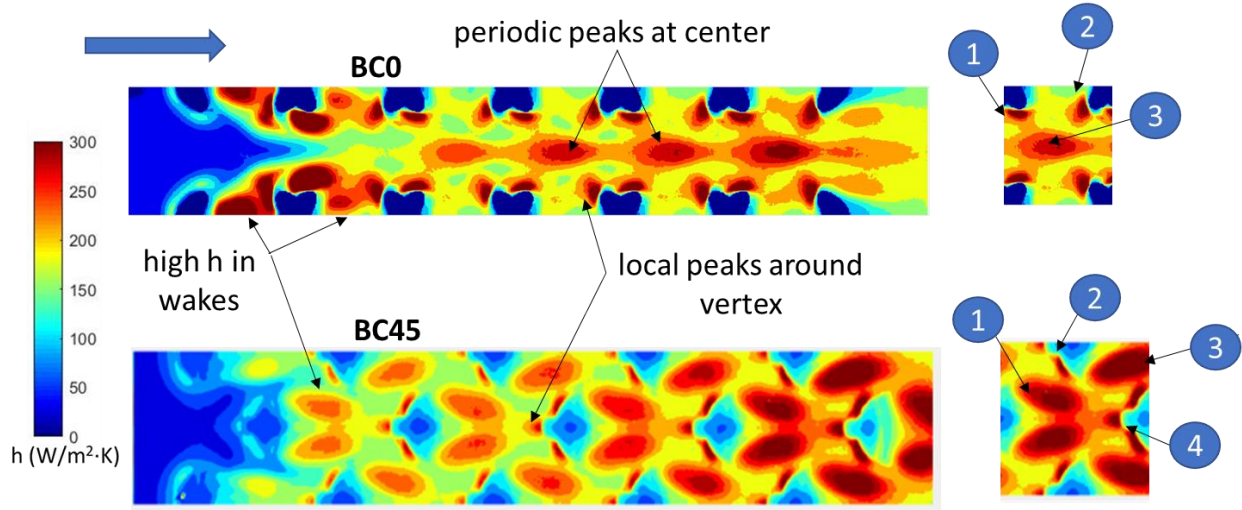 periodic peaks at center
BC0
1
2
3
300
250
200
150
100
50
0
h (W/m²·K)
high h in
wakes
local peaks around
vertex
BC45
1
2
3
4